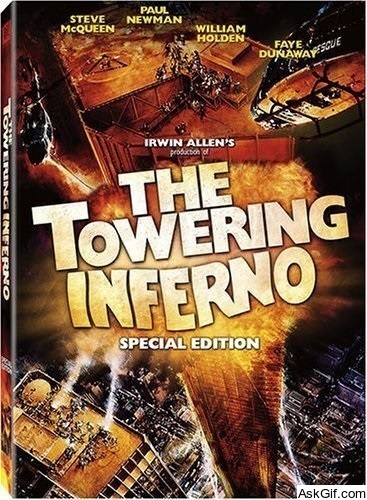 STEVE
McQUEEN
PAUL
NEWMAN
WILLIAM
HOLDEN
FAYE
DUNAWAY
RESCUE
IRWIN ALLEN'S
production of
THE
TOWERING
INFERNO
SPECIAL EDITION
THE TOWERING INFERNO
AskGif.com